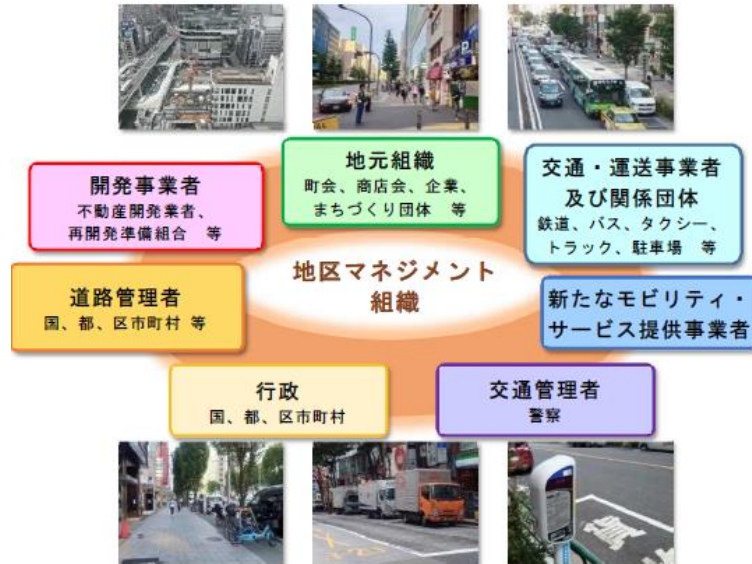 地元組織
町会、商店会、企業、
まちづくり団体　等
開発事業者
不動産開発業者、
再開発準備組合　等
交通・運送事業者
及び関係団体
鉄道、バス、タクシー、
トラック、駐車場　等
地区マネジメント
組織
道路管理者
国、都、区市町村 等
新たなモビリティ・
サービス提供事業者
行政
国、都、区市町村
交通管理者
警察